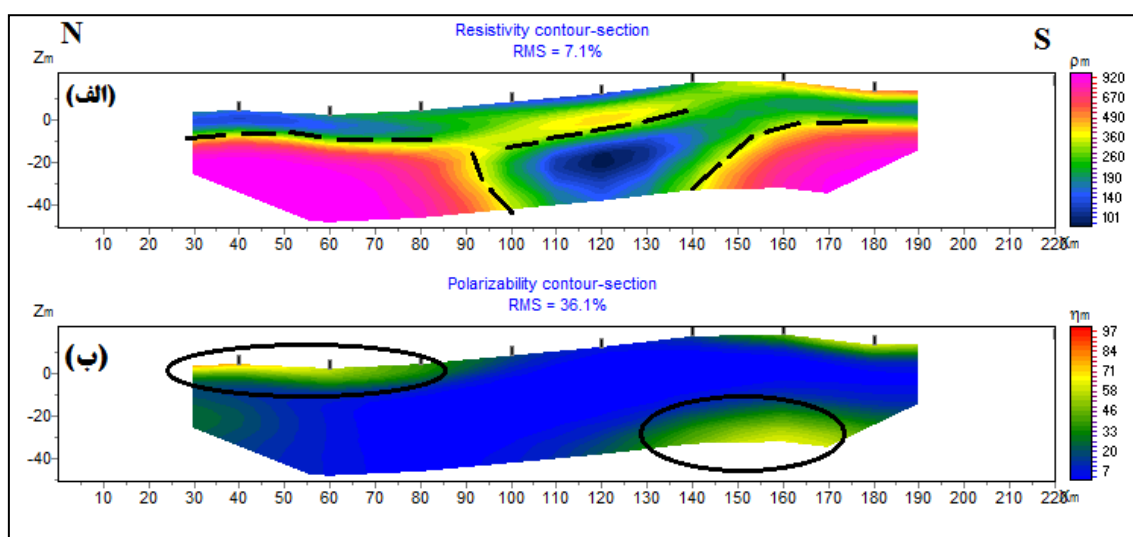 N
S
Resistivity contour-section
RMS = 7.1%
Zm
ρm
(الف)
0
-20
-40
920
670
490
360
260
190
140
101
10 20 30 40 50 60 70 80 90 100 110 120 130 140 150 160 170 180 190 200 210 220
Xm
Polarizability contour-section
RMS = 36.1%
Zm
ηm
(ب)
0
-20
-40
97
84
71
58
46
33
20
7
10 20 30 40 50 60 70 80 90 100 110 120 130 140 150 160 170 180 190 200 210 220
Xm